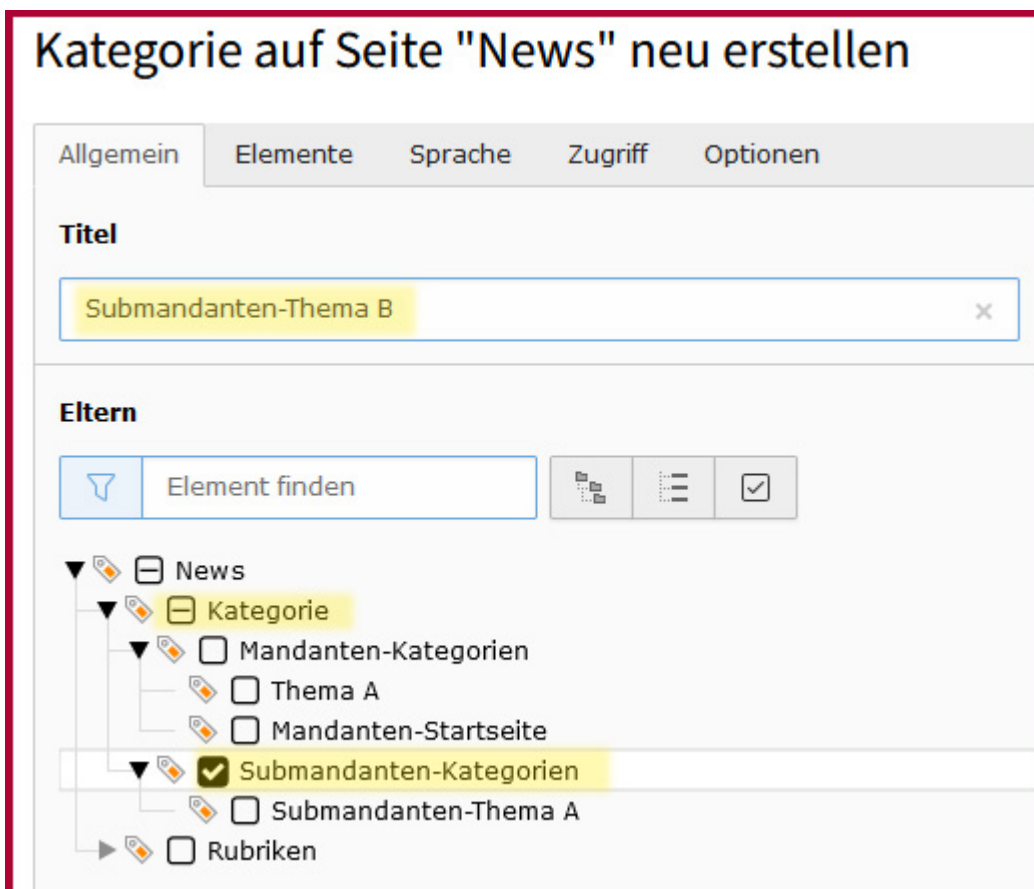 Kategorie auf Seite "News" neu erstellen
Allgemein Elemente Sprache Zugriff Optionen
Titel
Submandanten-Thema B
Eltern
Element finden
News
Kategorie
Mandanten-Kategorien
Thema A
Mandanten-Startseite
Submandanten-Kategorien
Submandanten-Thema A
Rubriken